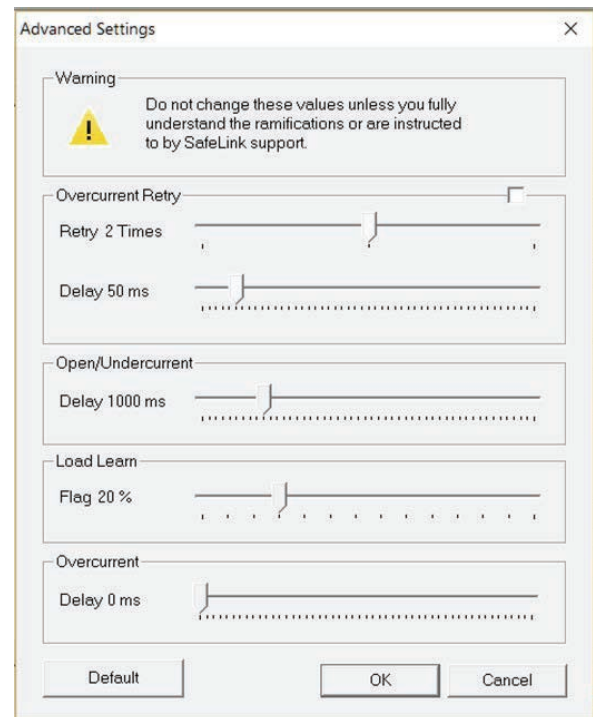 Advanced Settings
Warning
Do not change these values unless you fully
understand the ramifications or are instructed
to by SafeLink support.
Overcurrent Retry
Retry 2 Times
Delay 50 ms
Open/Undercurrent
Delay 1000 ms
Load Learn
Flag 20 %
Overcurrent
Delay 0 ms
Default
OK
Cancel